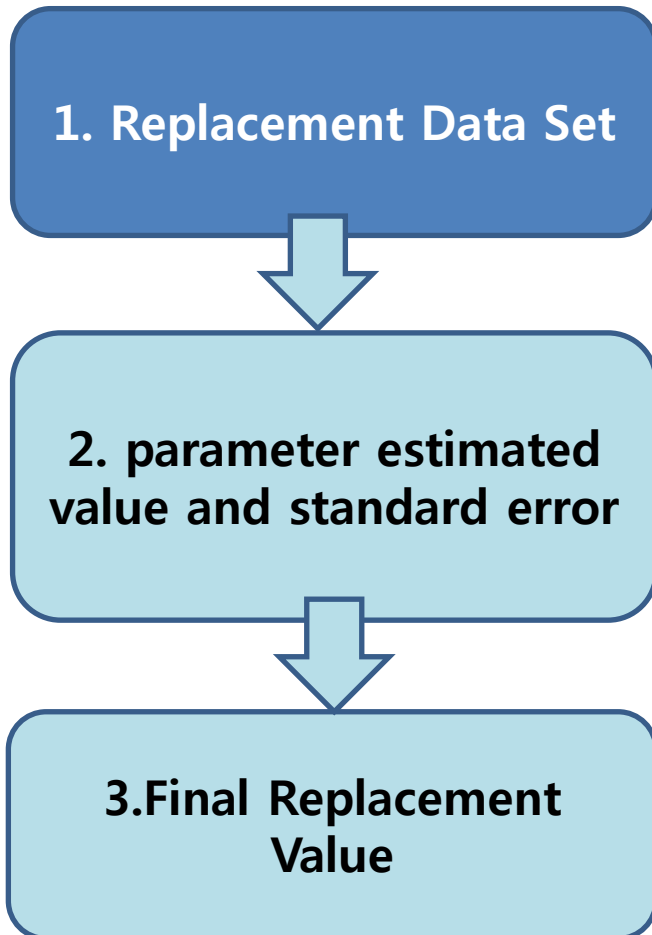 1. Replacement Data Set
2. parameter estimated
value and standard error
3.Final Replacement
Value